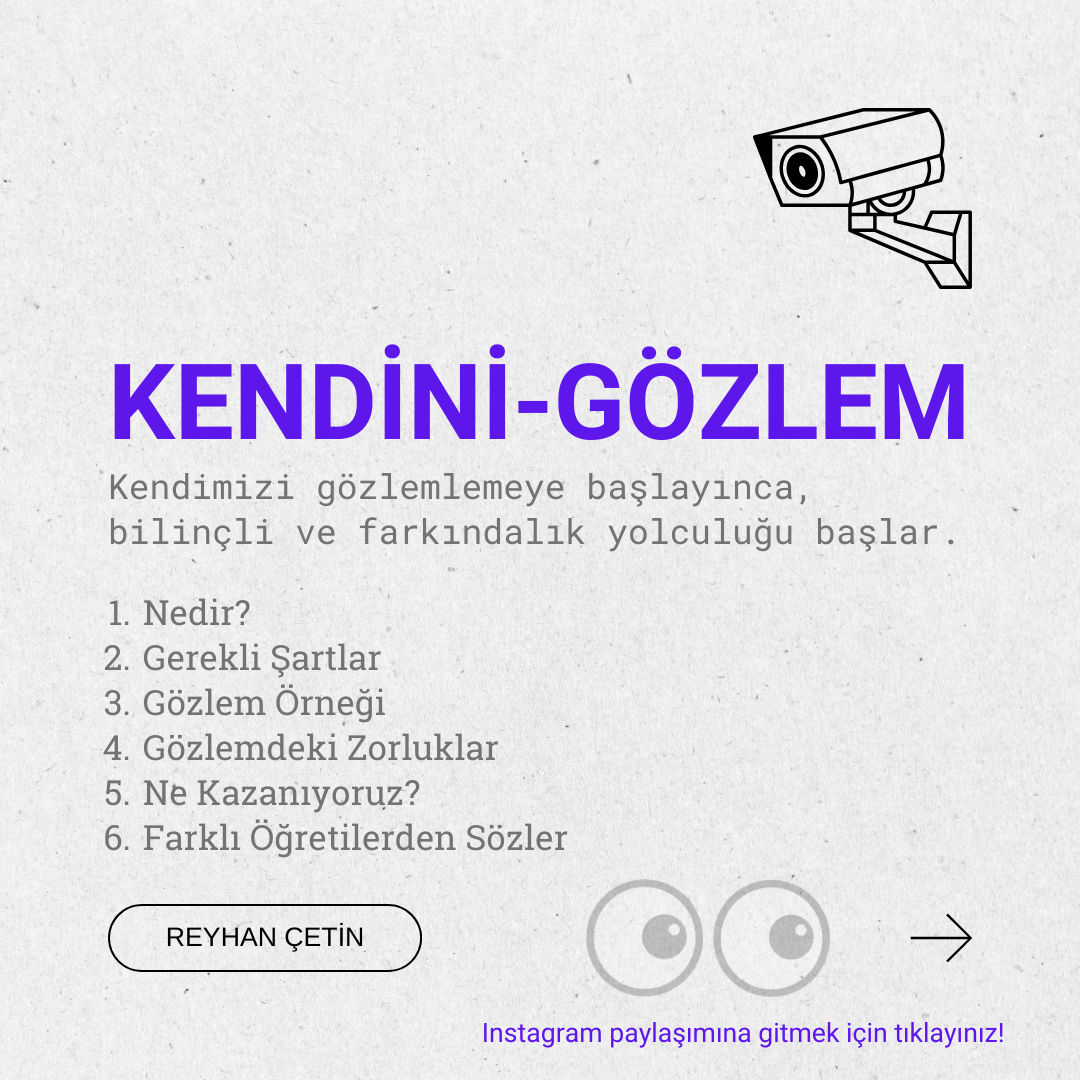 KENDİNİ-GÖZLEM
Kendimizi gözlemlemeye başlayınca,
bilinçli ve farkındalık yolculuğu başlar.
1. Nedir?
2. Gerekli Şartlar
3. Gözlem Örneği
4. Gözlemdeki Zorluklar
5. Ne Kazanıyoruz?
6. Farklı Öğretilerden Sözler
REYHAN ÇETİN
Instagram paylaşımına gitmek için tıklayınız!